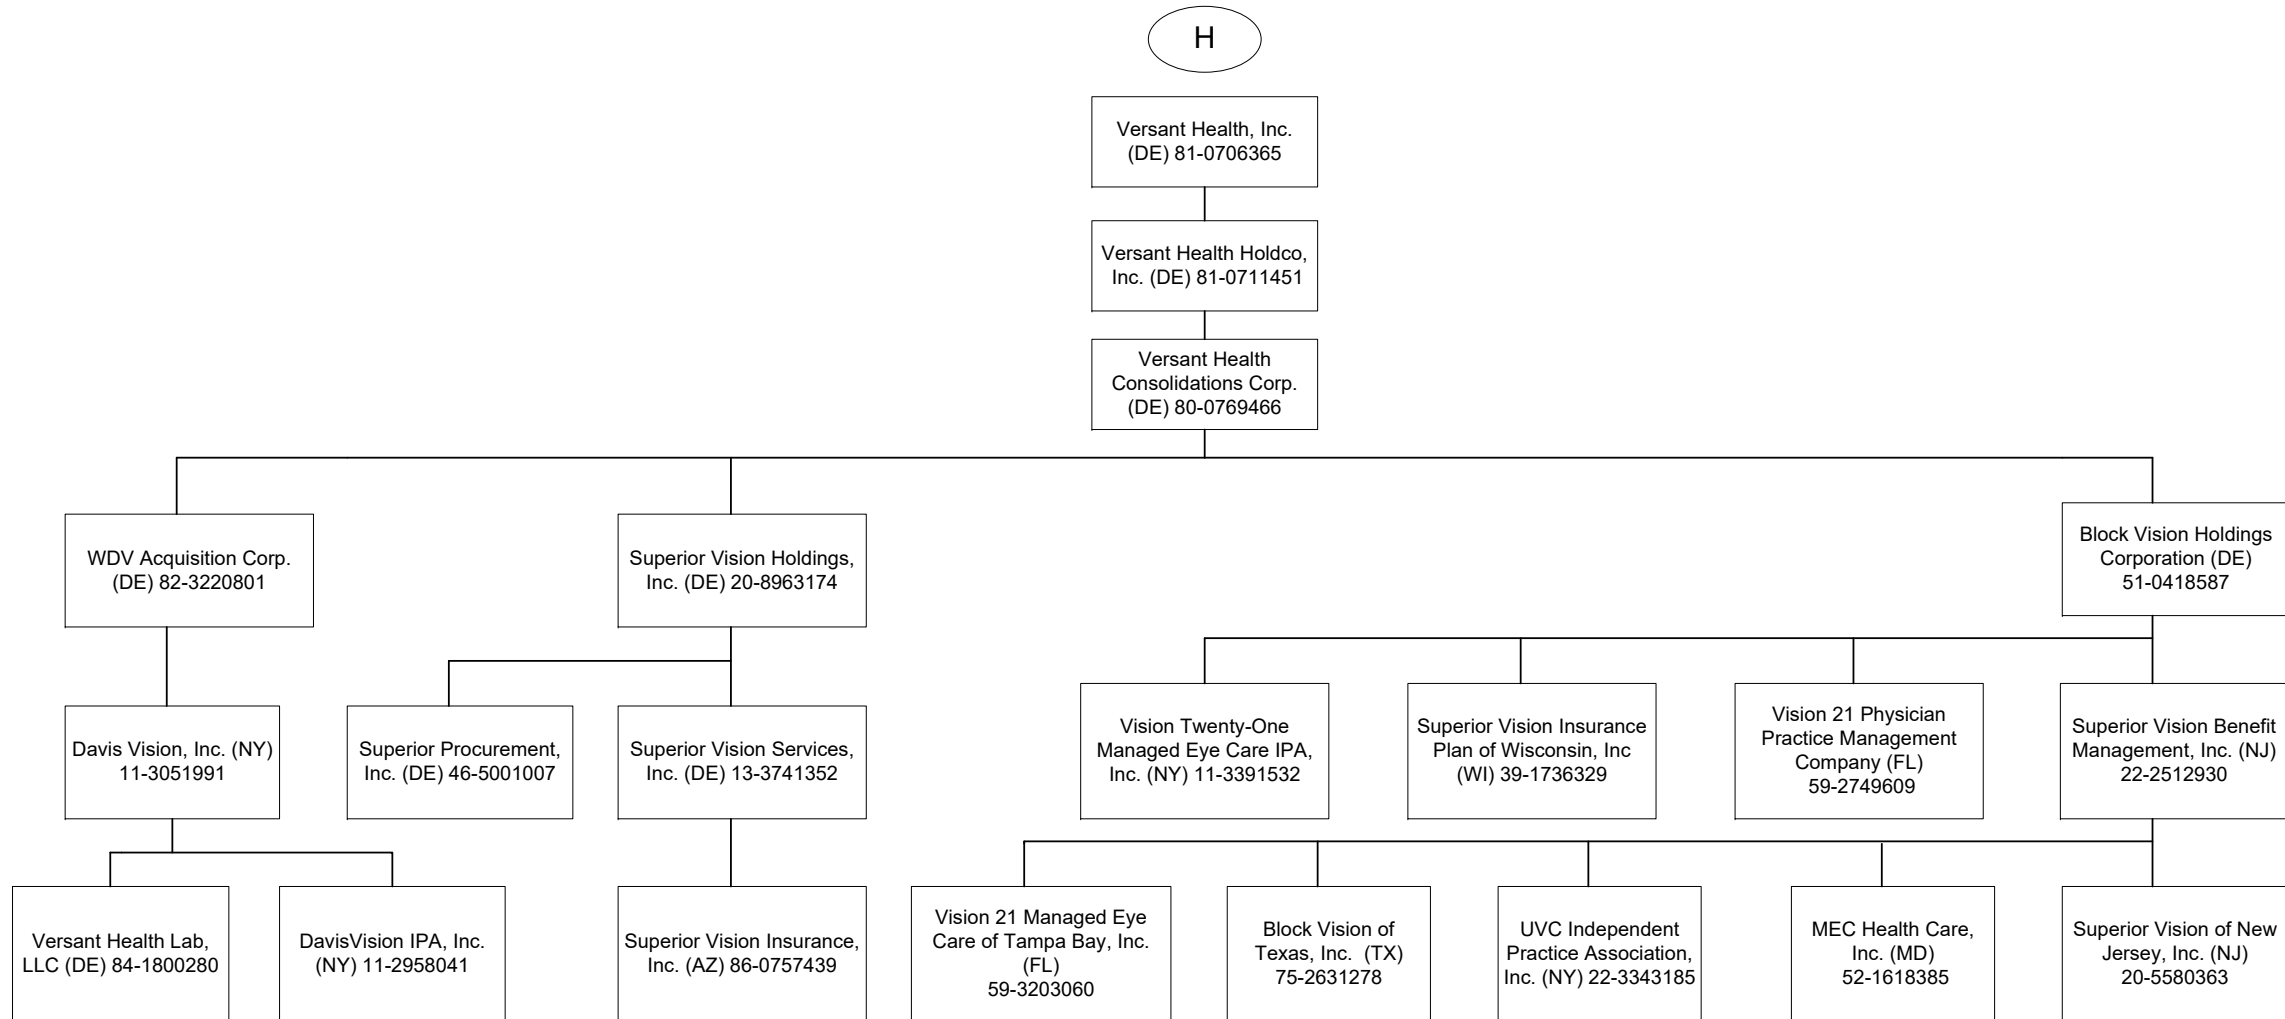 H
Versant Health, Inc.
(DE) 81-0706365
Versant Health Holdco,
Inc. (DE) 81-0711451
Versant Health
Consolidations Corp.
(DE) 80-0769466
WDV Acquisition Corp.
(DE) 82-3220801
Superior Vision Holdings,
Inc. (DE) 20-8963174
Block Vision Holdings
Corporation (DE)
51-0418587
Davis Vision, Inc. (NY)
11-3051991
Superior Procurement,
Inc. (DE) 46-5001007
Superior Vision Services,
Inc. (DE) 13-3741352
Vision Twenty-One
Managed Eye Care IPA,
Inc. (NY) 11-3391532
Superior Vision Insurance
Plan of Wisconsin, Inc
(WI) 39-1736329
Vision 21 Physician
Practice Management
Company (FL)
59-2749609
Superior Vision Benefit
Management, Inc. (NJ)
22-2512930
Versant Health Lab,
LLC (DE) 84-1800280
DavisVision IPA, Inc.
(NY) 11-2958041
Superior Vision Insurance,
Inc. (AZ) 86-0757439
Vision 21 Managed Eye
Care of Tampa Bay, Inc.
(FL)
59-3203060
Block Vision of
Texas, Inc. (TX)
75-2631278
UVC Independent
Practice Association,
Inc. (NY) 22-3343185
MEC Health Care,
Inc. (MD)
52-1618385
Superior Vision of New
Jersey, Inc. (NJ)
20-5580363